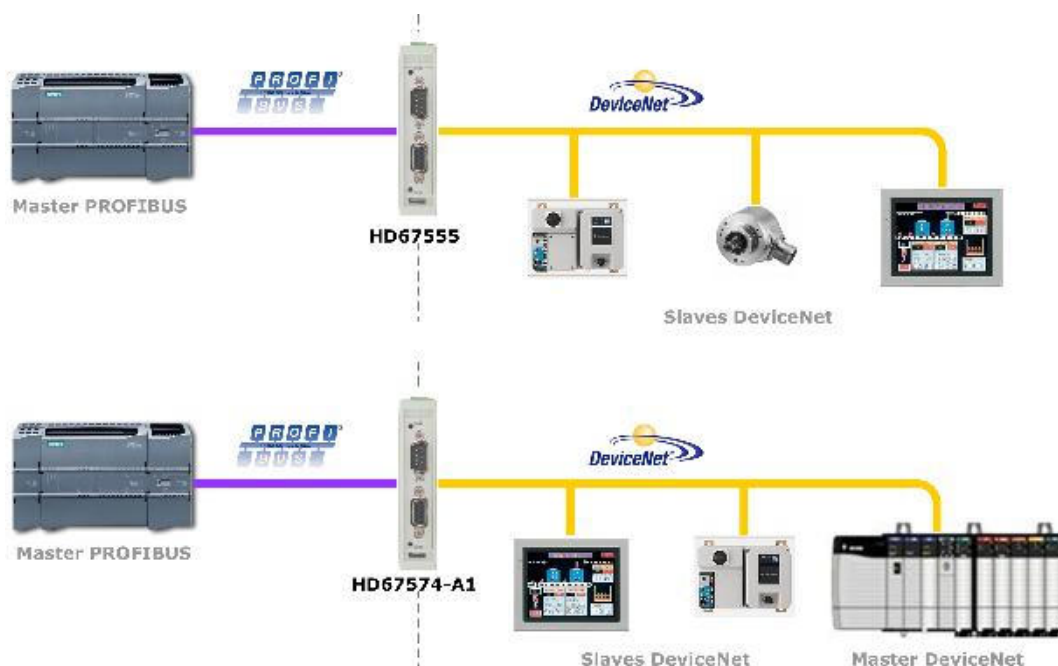 PROFI
BUS
DeviceNet
Master PROFIBUS
HD67555
Slaves DeviceNet
PROFI
BUS
DeviceNet
Master PROFIBUS
HD67574-A1
Slaves DeviceNet
Master DeviceNet